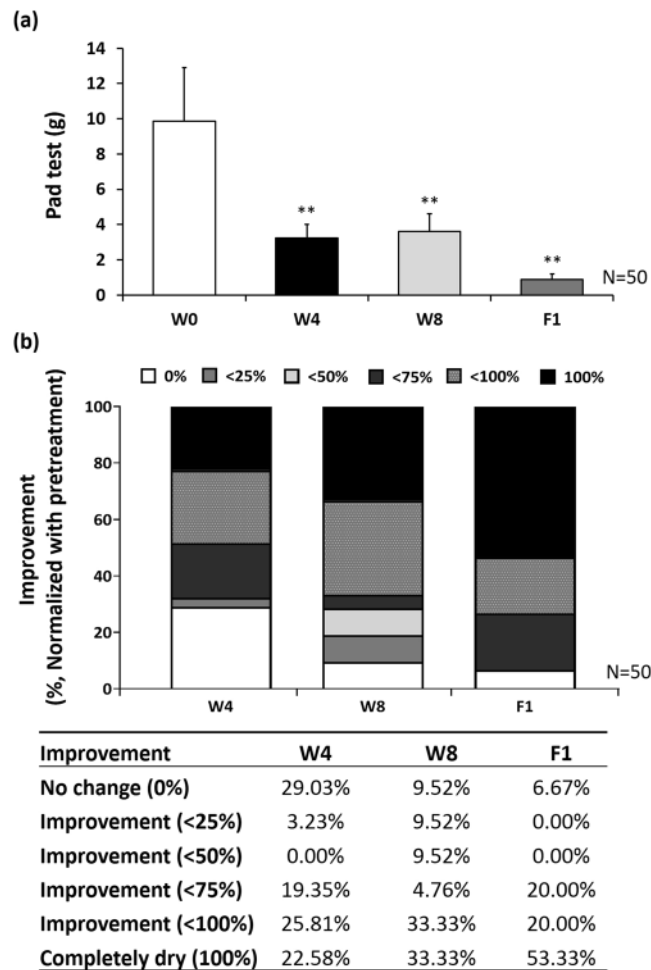 (a)
Pad test (g)
14
12
10
8
6
4
2
0
**
**
**
N=50
W0 W4 W8 F1
(b)
0% <25% <50% <75% <100% 100%
Improvement
(%, Normalized with pretreatment)
100
80
60
40
20
0
N=50
W4 W8 F1
Improvement W4 W8 F1
No change (0%) 29.03% 9.52% 6.67%
Improvement (<25%) 3.23% 9.52% 0.00%
Improvement (<50%) 0.00% 9.52% 0.00%
Improvement (<75%) 19.35% 4.76% 20.00%
Improvement (<100%) 25.81% 33.33% 20.00%
Completely dry (100%) 22.58% 33.33% 53.33%